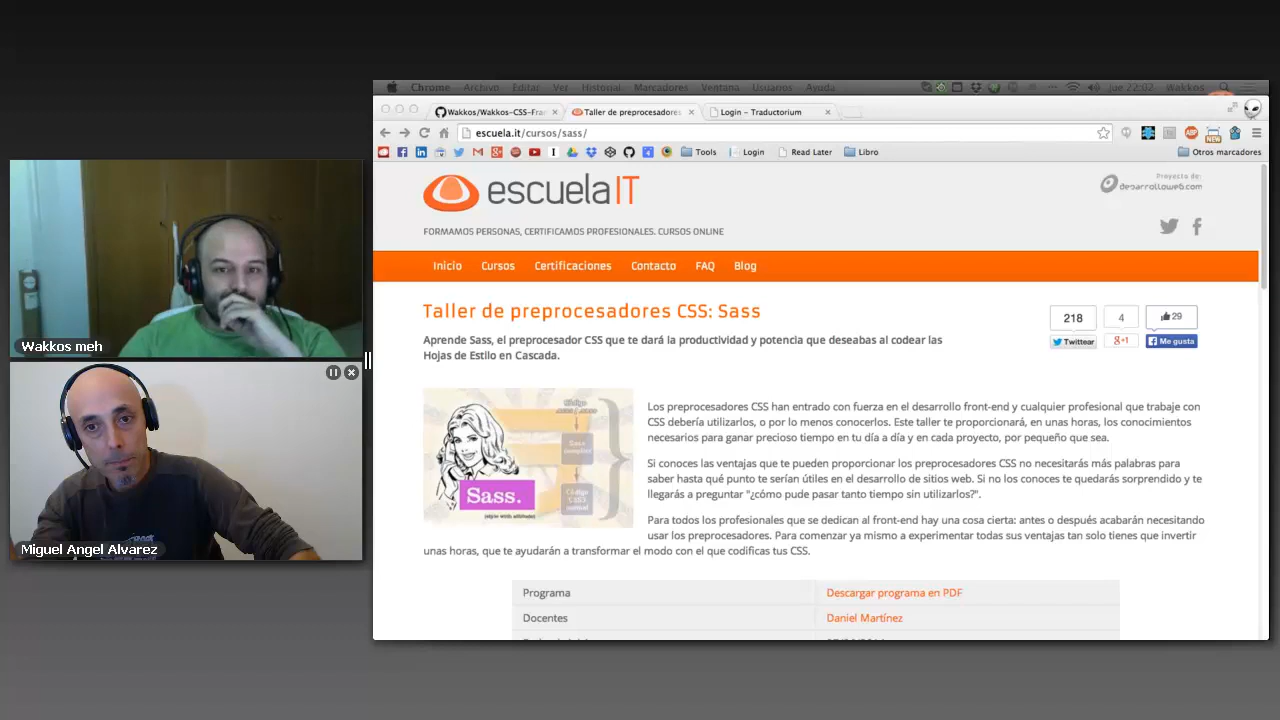 Chrome Archivo Editar Ver Historial Marcadores Ventana Usuarios Ayuda
jue 22:02 Wakkos
Wakkos/Wakkos-CSS-Fra
Taller de preprocesadores
Login – Traductorium
escuela.it/cursos/sass/
Tools
Login
Read Later
Libro
Otros marcadores
escuelaIT
Proyecto de:
desarrolloweb.com
FORMAMOS PERSONAS, CERTIFICAMOS PROFESIONALES. CURSOS ONLINE
Inicio Cursos Certificaciones Contacto FAQ Blog
Taller de preprocesadores CSS: Sass
218 4 29
Twittear +1 Me gusta
Aprende Sass, el preprocesador CSS que te dará la productividad y potencia que deseabas al codear las
Hojas de Estilo en Cascada.
Sass.
Los preprocesadores CSS han entrado con fuerza en el desarrollo front-end y cualquier profesional que trabaje con
CSS debería utilizarlos, o por lo menos conocerlos. Este taller te proporcionará, en unas horas, los conocimientos
necesarios para ganar precioso tiempo en tu día a día y en cada proyecto, por pequeño que sea.
Si conoces las ventajas que te pueden proporcionar los preprocesadores CSS no necesitarás más palabras para
saber hasta qué punto te serían útiles en el desarrollo de sitios web. Si no los conoces te quedarás sorprendido y te
llegarás a preguntar "¿cómo pude pasar tanto tiempo sin utilizarlos?".
Para todos los profesionales que se dedican al front-end hay una cosa cierta: antes o después acabarán necesitando
usar los preprocesadores. Para comenzar ya mismo a experimentar todas sus ventajas tan solo tienes que invertir
unas horas, que te ayudarán a transformar el modo con el que codificas tus CSS.
Programa Descargar programa en PDF
Docentes Daniel Martínez
Wakkos meh
Miguel Angel Alvarez